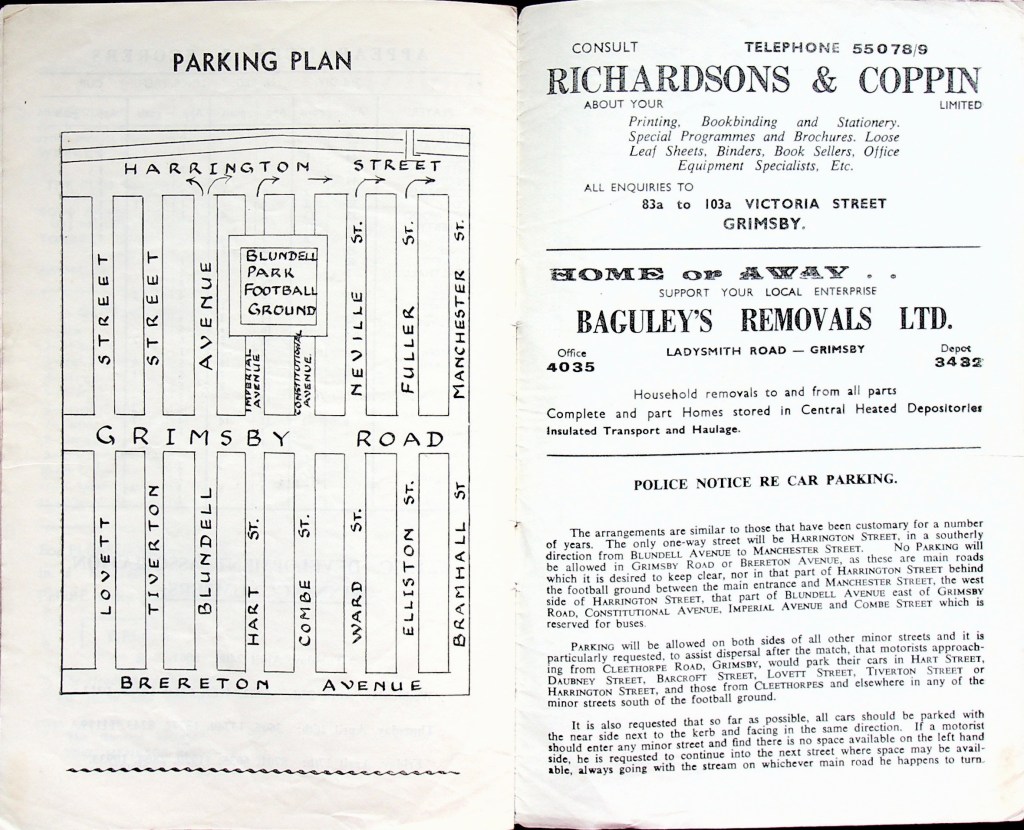 PARKING PLAN
HARRINGTON STREET
STREET
STREET
AVENUE
BLUNDELL
PARK
FOOTBALL
GROUND
IMPERIAL
AVENUE
CONSTITUTIONAL
AVENUE.
NEVILLE ST.
FULLER ST.
MANCHESTER ST.
GRIMSBY ROAD
LOVETT
TIVERTON
BLUNDELL
HART ST.
COMBE ST.
WARD ST.
ELLISTON ST.
BRAMHALL ST
BRERETON AVENUE
CONSULT TELEPHONE 55078/9
RICHARDSONS & COPPIN
ABOUT YOUR LIMITED
Printing, Bookbinding and Stationery.
Special Programmes and Brochures. Loose
Leaf Sheets, Binders, Book Sellers, Office
Equipment Specialists, Etc.
ALL ENQUIRIES TO
83a to 103a VICTORIA STREET
GRIMSBY.
HOME or AWAY . .
SUPPORT YOUR LOCAL ENTERPRISE
BAGULEY'S REMOVALS LTD.
Office LADYSMITH ROAD — GRIMSBY Depot
4035 3432
Household removals to and from all parts
Complete and part Homes stored in Central Heated Depositories
Insulated Transport and Haulage.
POLICE NOTICE RE CAR PARKING.
The arrangements are similar to those that have been customary for a number
of years. The only one-way street will be HARRINGTON STREET, in a southerly
direction from BLUNDELL AVENUE to MANCHESTER STREET. No PARKING will
be allowed in GRIMSBY ROAD or BRERETON AVENUE, as these are main roads
which it is desired to keep clear, nor in that part of HARRINGTON STREET behind
the football ground between the main entrance and MANCHESTER STREET, the west
side of HARRINGTON STREET, that part of BLUNDELL AVENUE east of GRIMSBY
ROAD, CONSTITUTIONAL AVENUE, IMPERIAL AVENUE and COMBE STREET which is
reserved for buses.
PARKING will be allowed on both sides of all other minor streets and it is
particularly requested, to assist dispersal after the match, that motorists approach-
ing from CLEETHORPE ROAD, GRIMSBY, would park their cars in HART STREET,
DAUBNEY STREET, BARCROFT STREET, LOVETT STREET, TIVERTON STREET or
HARRINGTON STREET, and those from CLEETHORPES and elsewhere in any of the
minor streets south of the football ground.
It is also requested that so far as possible, all cars should be parked with
the near side next to the kerb and facing in the same direction. If a motorist
should enter any minor street and find there is no space available on the left hand
side, he is requested to continue into the next street where space may be avail-
able, always going with the stream on whichever main road he happens to turn.